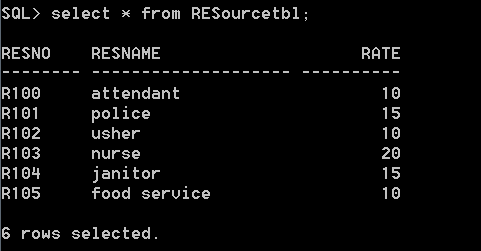 SQL> select * from RESourcetbl;
RESNO    RESNAME                    RATE
-------- -------------------- ----------
R100     attendant                    10
R101     police                       15
R102     usher                        10
R103     nurse                        20
R104     janitor                      15
R105     food service                 10
6 rows selected.